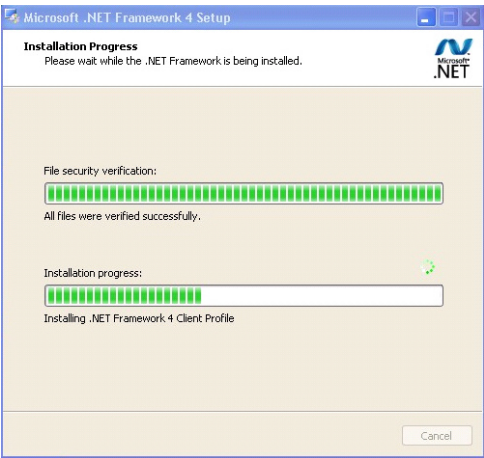 Microsoft .NET Framework 4 Setup
Installation Progress
Please wait while the .NET Framework is being installed.
Microsoft®
.NET
File security verification:
All files were verified successfully.
Installation progress:
Installing .NET Framework 4 Client Profile
Cancel